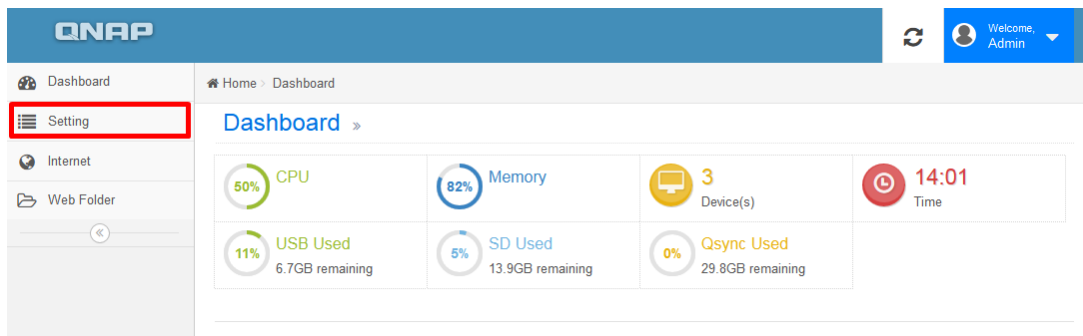 QNAP
Welcome,
Admin
Dashboard
Setting
Internet
Web Folder
Home > Dashboard
Dashboard »
50%
CPU
82%
Memory
3
Device(s)
14:01
Time
11%
USB Used
6.7GB remaining
5%
SD Used
13.9GB remaining
0%
Qsync Used
29.8GB remaining